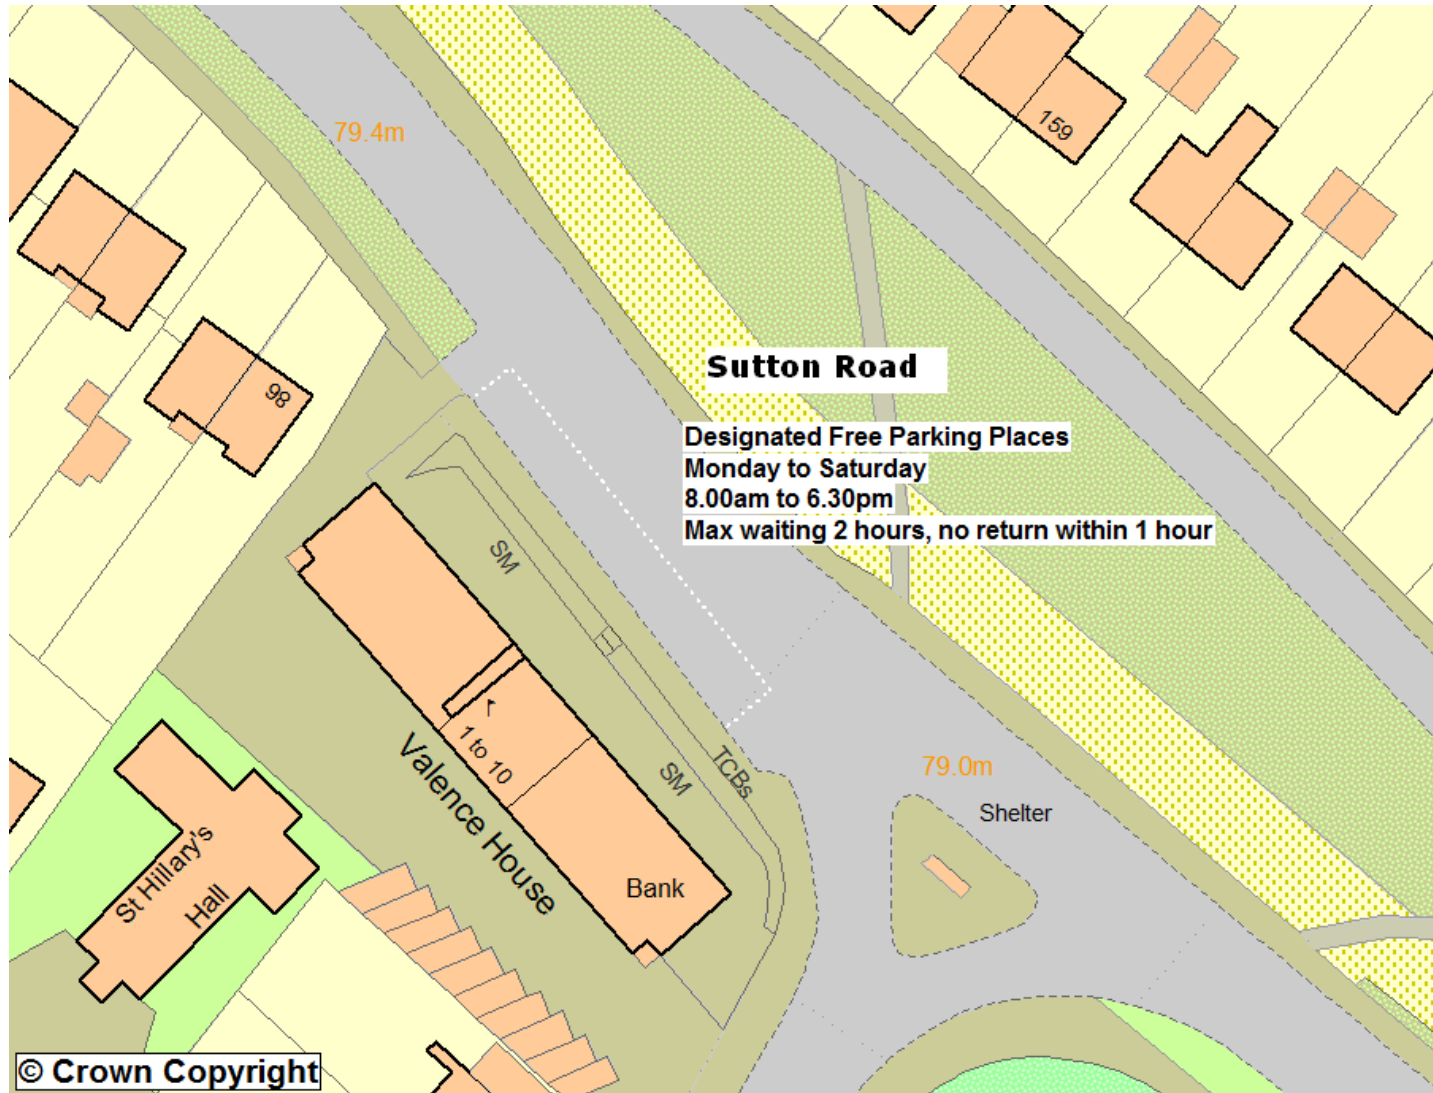 159
79.4m
Sutton Road
98
Designated Free Parking Places
Monday to Saturday
8.00am to 6.30pm
Max waiting 2 hours, no return within 1 hour
SM
1 to 10
Valence House
SM
TCBs
79.0m
Shelter
St Hillary's
Hall
Bank
© Crown Copyright